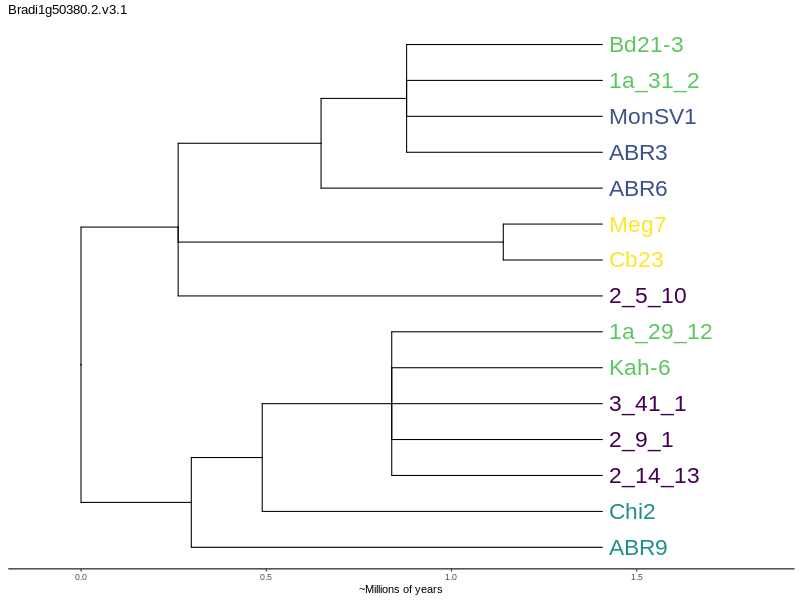 Bradi1g50380.2.v3.1
Bd21-3
1a_31_2
MonSV1
ABR3
ABR6
Meg7
Cb23
2_5_10
1a_29_12
Kah-6
3_41_1
2_9_1
2_14_13
Chi2
ABR9
0.0 0.5 1.0 1.5
~Millions of years